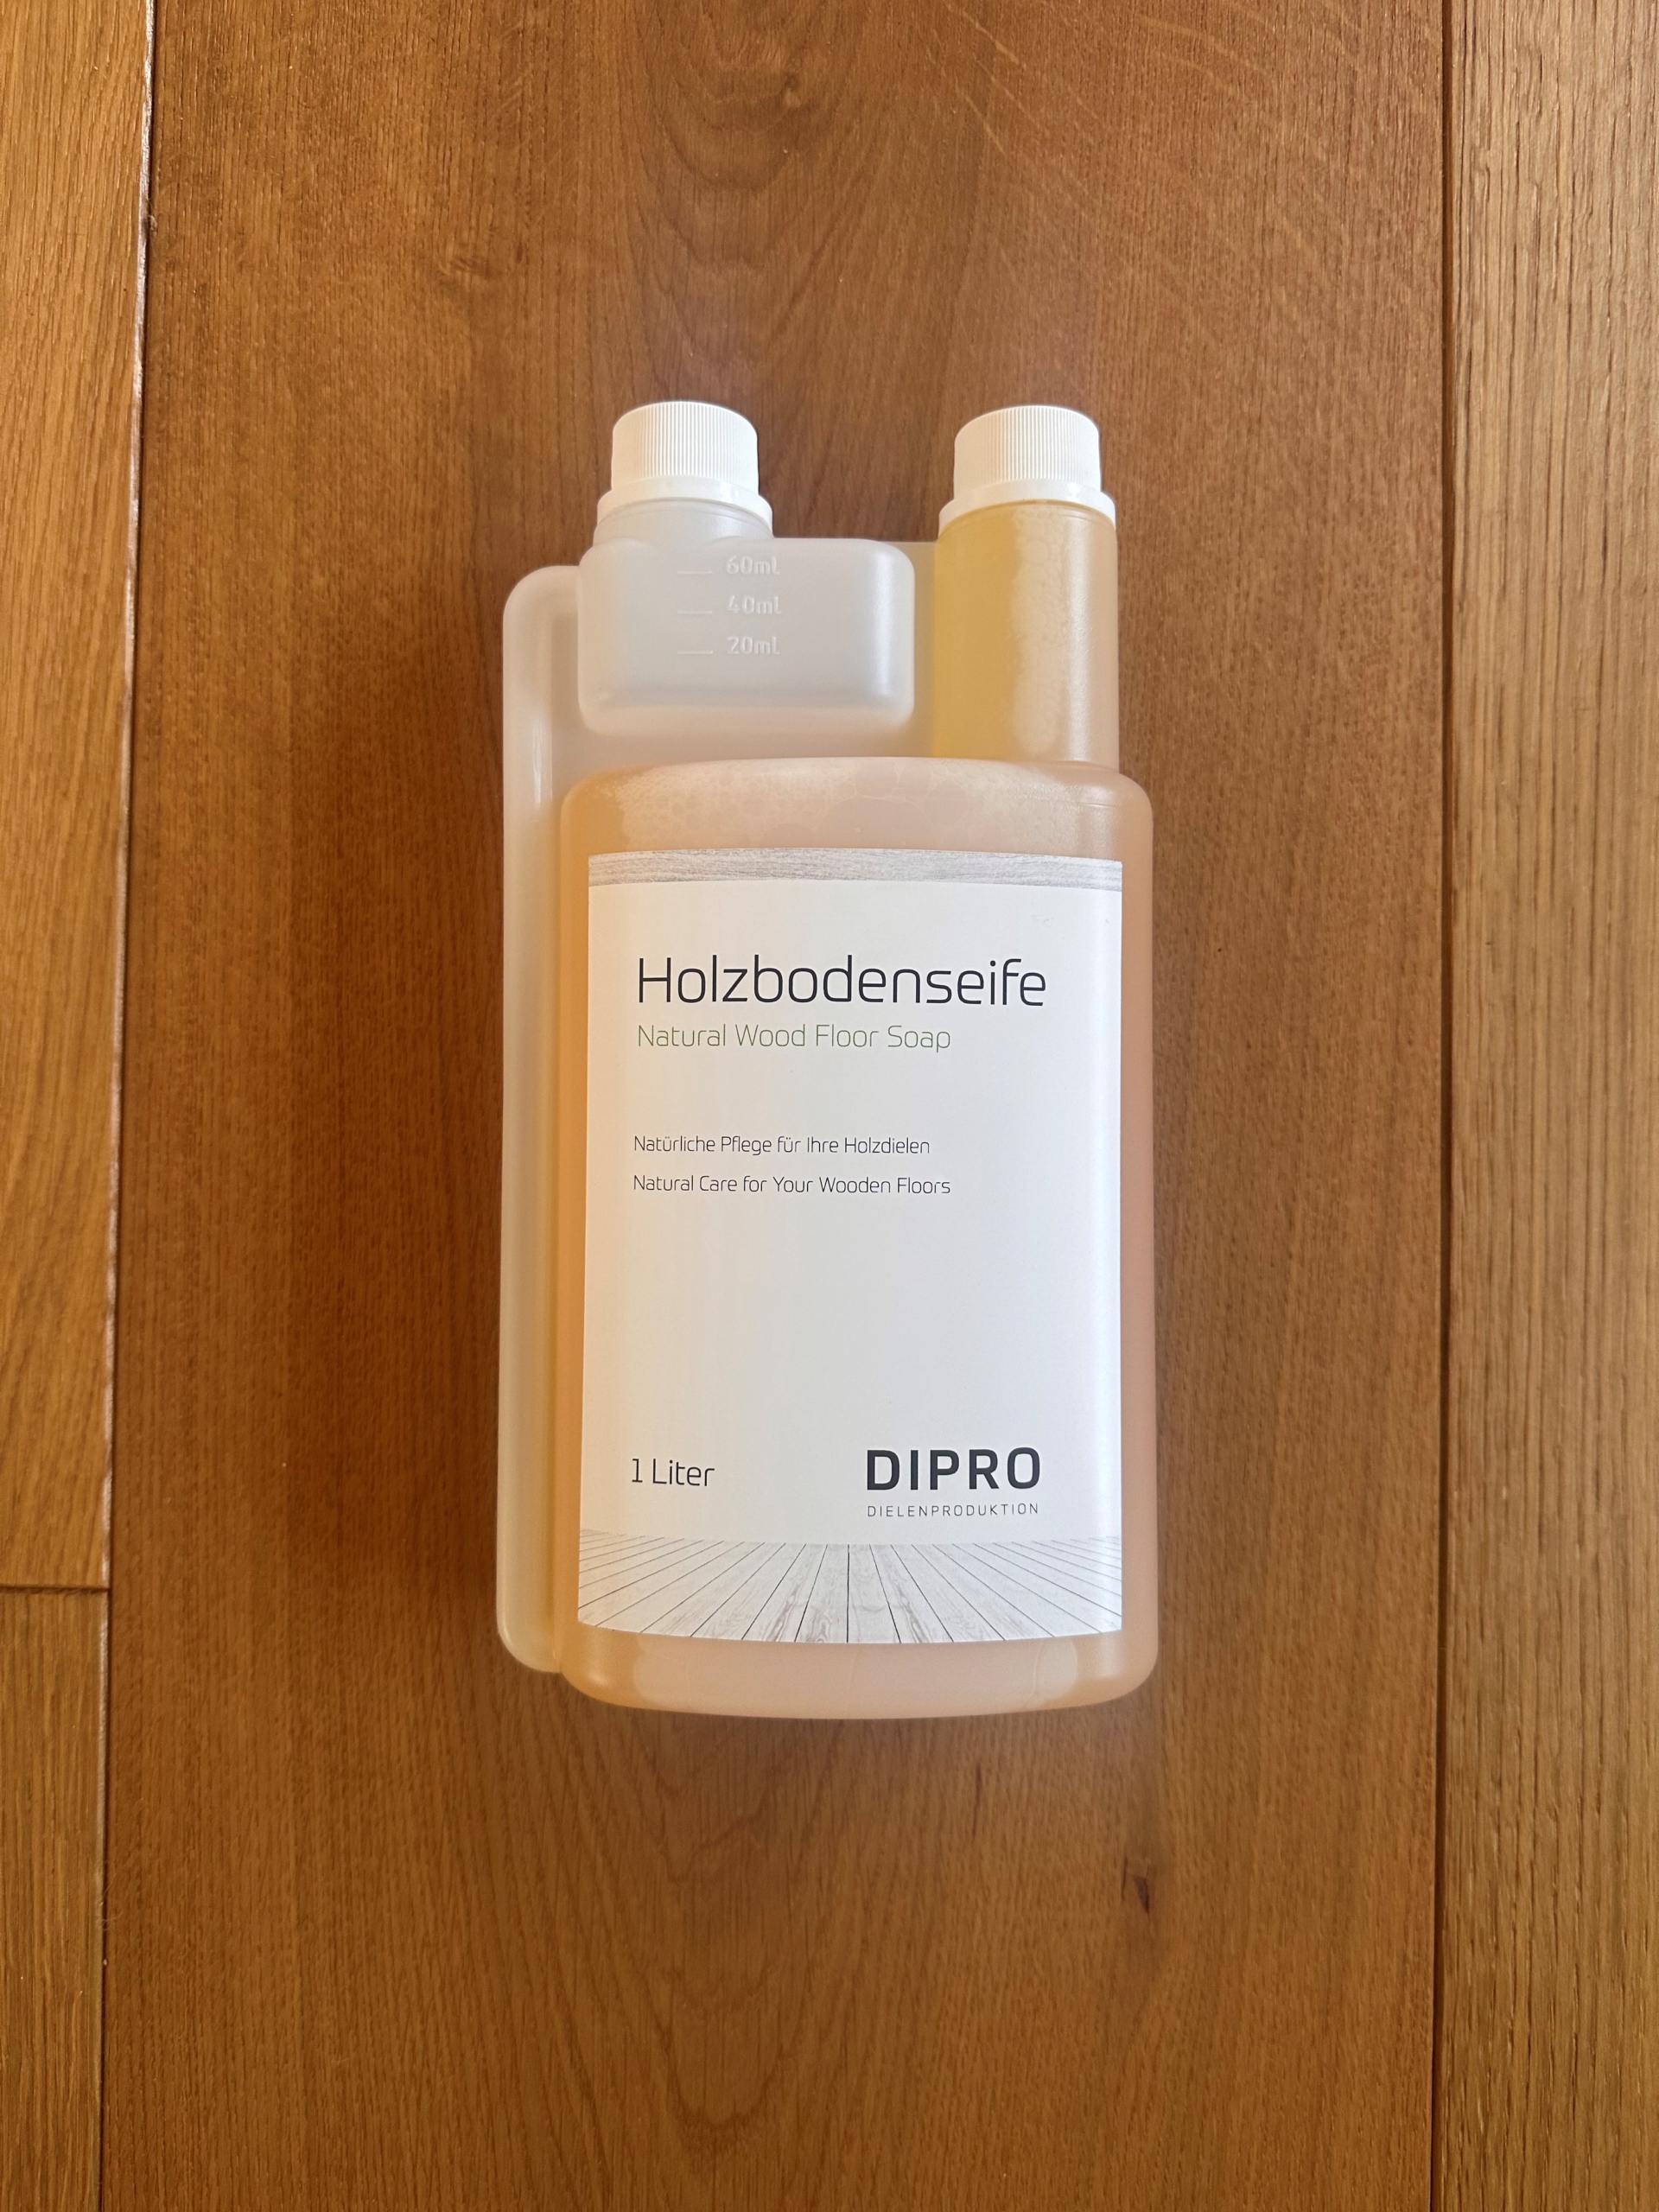 60ml
40ml
20ml
Holzbodenseife
Natural Wood Floor Soap
Natürliche Pflege für Ihre Holzdielen
Natural Care for Your Wooden Floors
1 Liter
DIPRO
DIELENPRODUKTION